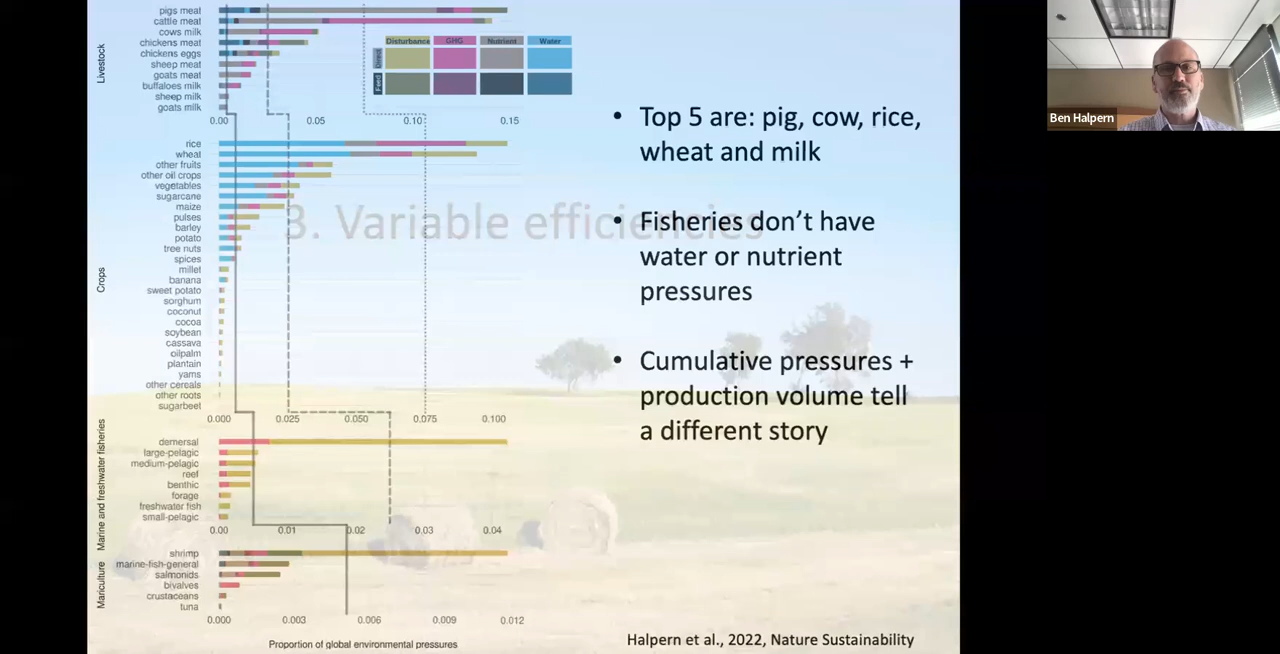 pigs meat
cattle meat
cows milk
chickens meat
chickens eggs
sheep meat
goats meat
buffaloes milk
sheep milk
goats milk
Livestock
0.00 0.05 0.10 0.15
Disturbance GHG Nutrient Water
Feed
rice
wheat
other fruits
other oil crops
vegetables
sugarcane
maize
pulses
barley
potato
tree nuts
spices
millet
banana
sweet potato
sorghum
coconut
cocoa
soybean
cassava
oilpalm
plantain
yams
other cereals
other roots
sugarbeet
Crops
0.000 0.025 0.050 0.075 0.100
demersal
large-pelagic
medium-pelagic
reef
benthic
forage
freshwater fish
small-pelagic
Marine and freshwater fisheries
0.00 0.01 0.02 0.03 0.04
shrimp
marine-fish-general
salmonids
bivalves
crustaceans
tuna
Mariculture
0.000 0.003 0.006 0.009 0.012
Proportion of global environmental pressures
3. Variable efficiencies
• Top 5 are: pig, cow, rice,
wheat and milk
• Fisheries don’t have
water or nutrient
pressures
• Cumulative pressures +
production volume tell
a different story
Halpern et al., 2022, Nature Sustainability
Ben Halpern